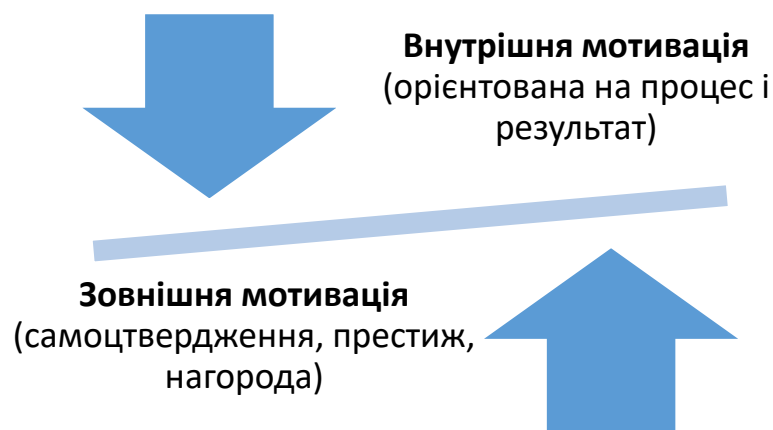 Внутрішня мотивація
(орієнтована на процес і
результат)
Зовнішня мотивація
(самоцтвердження, престиж,
нагорода)